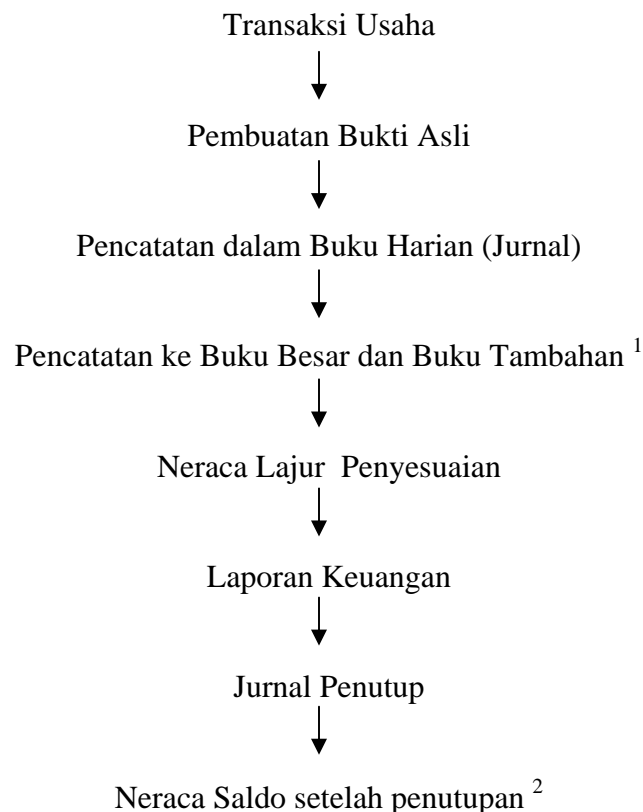 Transaksi Usaha
Pembuatan Bukti Asli
Pencatatan dalam Buku Harian (Jurnal)
Pencatatan ke Buku Besar dan Buku Tambahan ¹
Neraca Lajur  Penyesuaian
Laporan Keuangan
Jurnal Penutup
Neraca Saldo setelah penutupan ²